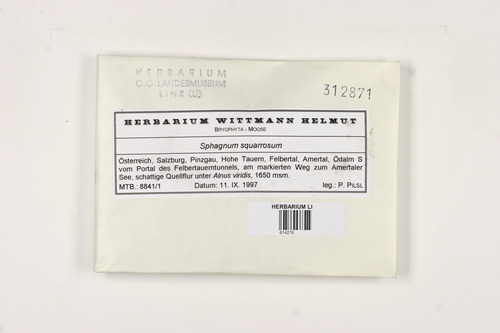 HERBARIUM
O.Ö. LANDESMUSEUM
LINZ (LI)
312871
HERBARIUM WITTMANN HELMUT
BRYOPHYTA - MOOSE
Sphagnum squarrosum
Österreich, Salzburg, Pinzgau, Hohe Tauern, Felbertal, Amertal, Ödalm S
vom Portal des Felbertauerntunnels, am markierten Weg zum Amertaler
See, schattige Quellflur unter Alnus viridis, 1650 msm.
MTB.: 8841/1 Datum: 11. IX. 1997 leg.: P. PILSL
HERBARIUM LI